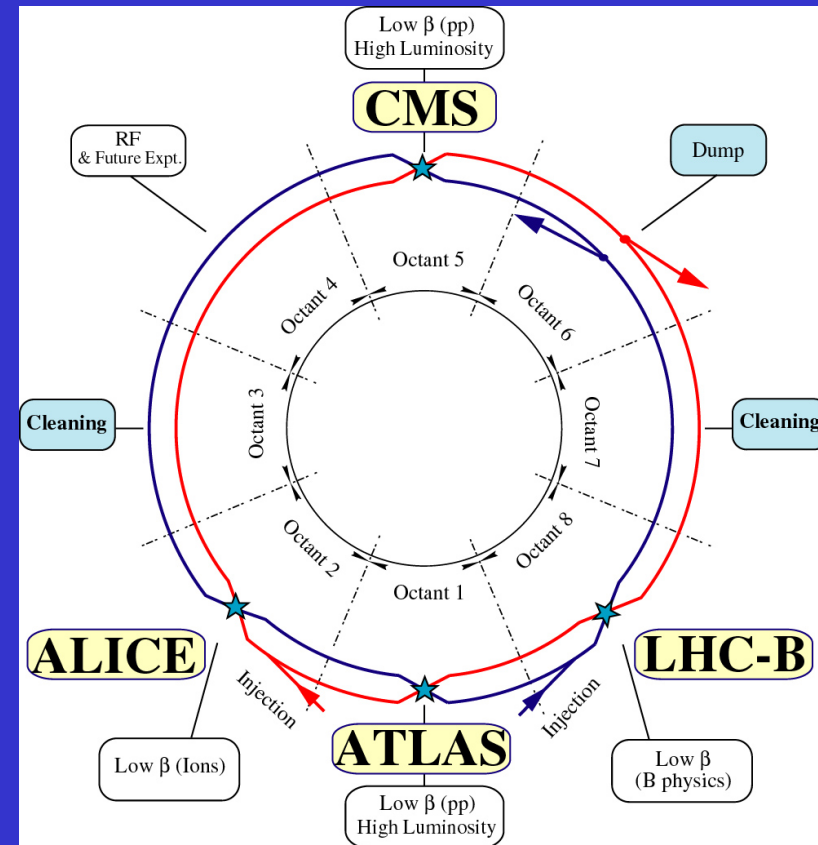 Low β (pp)
High Luminosity
CMS
RF
& Future Expt.
Dump
Octant 5
Octant 4
Octant 6
Cleaning
Octant 3
Octant 7
Cleaning
Octant 2
Octant 8
Octant 1
ALICE
LHC-B
Injection
Injection
ATLAS
Low β (Ions)
Low β
(B physics)
Low β (pp)
High Luminosity